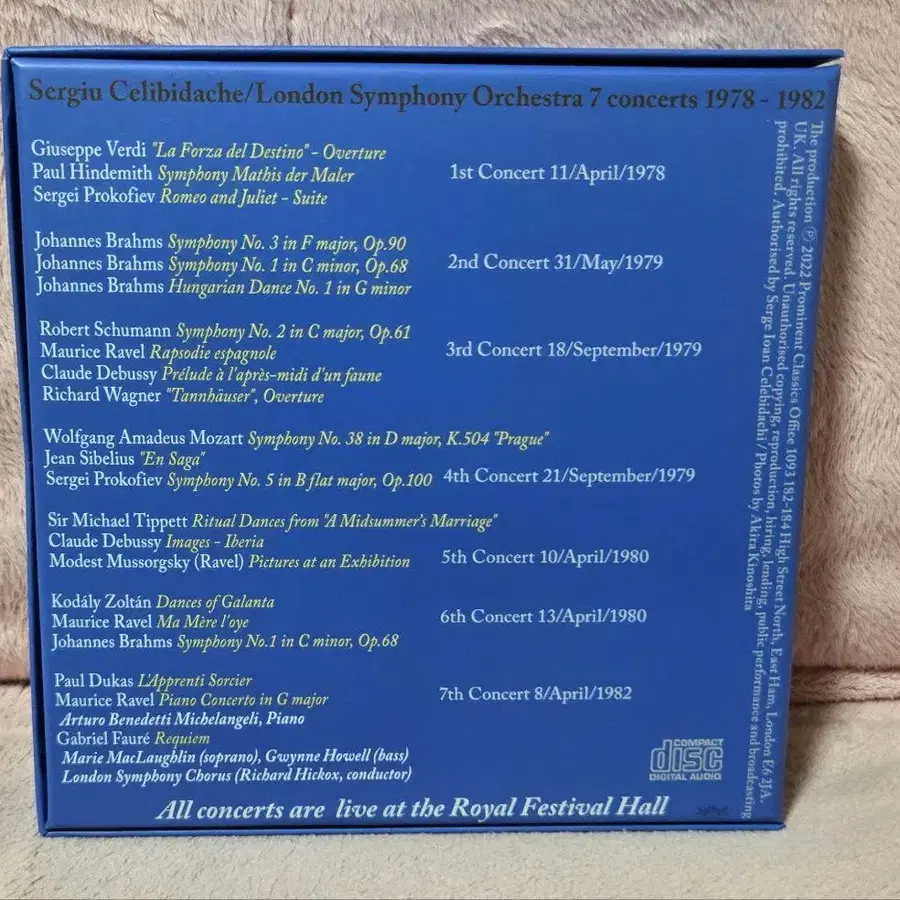 Sergiu Celibidache/London Symphony Orchestra 7 concerts 1978 - 1982
Giuseppe Verdi "La Forza del Destino" - Overture
Paul Hindemith Symphony Mathis der Maler
Sergei Prokofiev Romeo and Juliet - Suite
1st Concert 11/April/1978
Johannes Brahms Symphony No. 3 in F major, Op.90
Johannes Brahms Symphony No. 1 in C minor, Op.68
Johannes Brahms Hungarian Dance No. 1 in G minor
2nd Concert 31/May/1979
Robert Schumann Symphony No. 2 in C major, Op.61
Maurice Ravel Rapsodie espagnole
Claude Debussy Prélude à l'après-midi d'un faune
Richard Wagner "Tannhäuser", Overture
3rd Concert 18/September/1979
Wolfgang Amadeus Mozart Symphony No. 38 in D major, K.504 "Prague"
Jean Sibelius "En Saga"
Sergei Prokofiev Symphony No. 5 in B flat major, Op.100
4th Concert 21/September/1979
Sir Michael Tippett Ritual Dances from "A Midsummer's Marriage"
Claude Debussy Images - Iberia
Modest Mussorgsky (Ravel) Pictures at an Exhibition
5th Concert 10/April/1980
Kodály Zoltán Dances of Galanta
Maurice Ravel Ma Mère l'oye
Johannes Brahms Symphony No.1 in C minor, Op.68
6th Concert 13/April/1980
Paul Dukas L'Apprenti Sorcier
Maurice Ravel Piano Concerto in G major
Arturo Benedetti Michelangeli, Piano
Gabriel Fauré Requiem
Marie MacLaughlin (soprano), Gwynne Howell (bass)
London Symphony Chorus (Richard Hickox, conductor)
7th Concert 8/April/1982
All concerts are live at the Royal Festival Hall
COMPACT
disc
DIGITAL AUDIO
The production ℗ 2022 Prominent Classics Office 1093 182-184 High Street North, East Ham, London E6 2JA.
UK. All rights reserved. Unauthorised copying, reproduction, hiring, lending, public performance and broadcasting
prohibited. Authorised by Serge Ioan Celebidachi / Photos by Akira Kinoshita